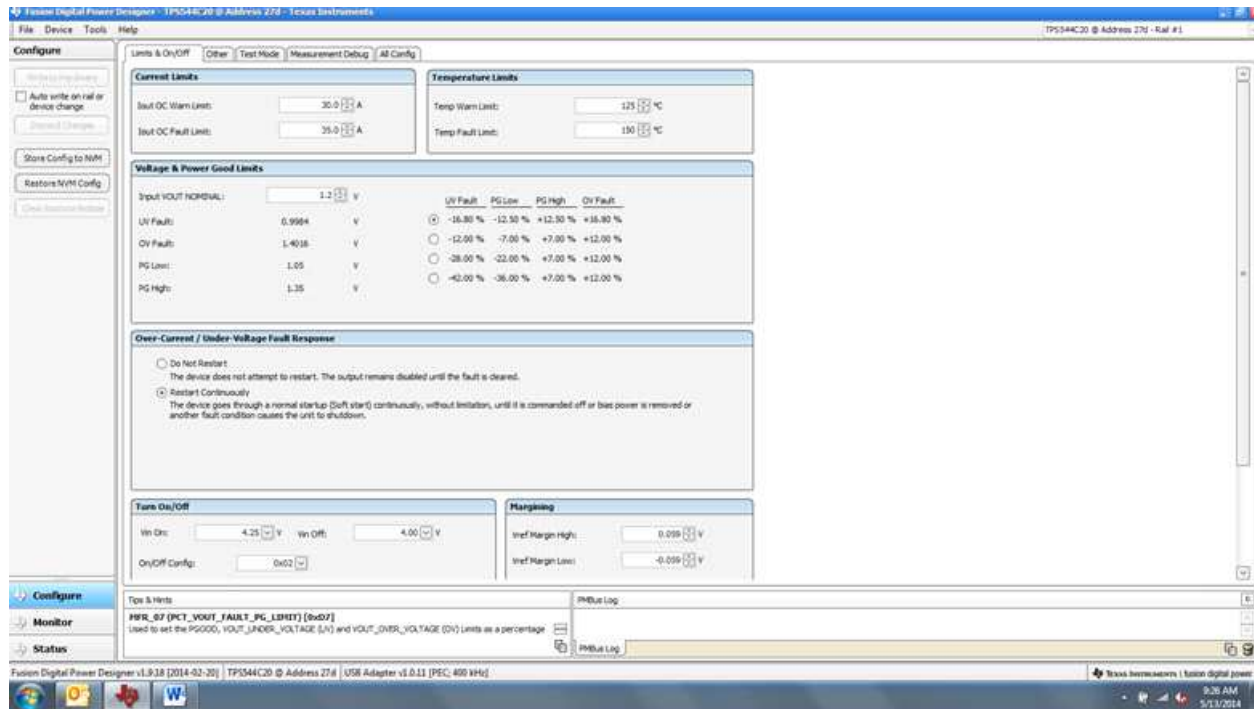 Fusion Digital Power Designer - TPS544C20 @ Address 27d - Texas Instruments
File Device Tools Help
TPS544C20 @ Address 27d - Rail #1
Configure
Limits & On/Off Other Test Mode Measurement Debug All Config
Auto write on rail or
device change
Discard Changes
Store Config to NVM
Restore NVM Config
Current Limits
Iout OC Warn Limit: 30.0 A
Iout OC Fault Limit: 35.0 A
Temperature Limits
Temp Warn Limit: 125 °C
Temp Fault Limit: 150 °C
Voltage & Power Good Limits
Input VOUT NOMINAL: 1.2 V
UV Fault: 0.9984 V
OV Fault: 1.4016 V
PG Low: 1.05 V
PG High: 1.35 V
UV Fault PG Low PG High OV Fault
-16.80 % -12.50 % +12.50 % +16.80 %
-12.00 % -7.00 % +7.00 % +12.00 %
-28.00 % -22.00 % +7.00 % +12.00 %
-42.00 % -36.00 % +7.00 % +12.00 %
Over-Current / Under-Voltage Fault Response
Do Not Restart
The device does not attempt to restart. The output remains disabled until the fault is cleared.
Restart Continuously
The device goes through a normal startup (Soft start) continuously, without limitation, until it is commanded off or bias power is removed or
another fault condition causes the unit to shutdown.
Turn On/Off
Vin On: 4.25 V Vin Off: 4.00 V
On/Off Config: 0x02
Margining
Vref Margin High: 0.059 V
Vref Margin Low: -0.059 V
Configure
Monitor
Status
Tips & Hints
MFR_07 (PCT_VOUT_FAULT_PG_LIMIT) [0xD7]
Used to set the PGOOD, VOUT_UNDER_VOLTAGE (UV) and VOUT_OVER_VOLTAGE (OV) Limits as a percentage
PMBus Log
PMBus Log
Fusion Digital Power Designer v1.9.18 [2014-02-20] TPS544C20 @ Address 27d USB Adapter v1.0.11 [PEC; 400 kHz]
Texas Instruments | fusion digital power
9:26 AM
5/13/2014